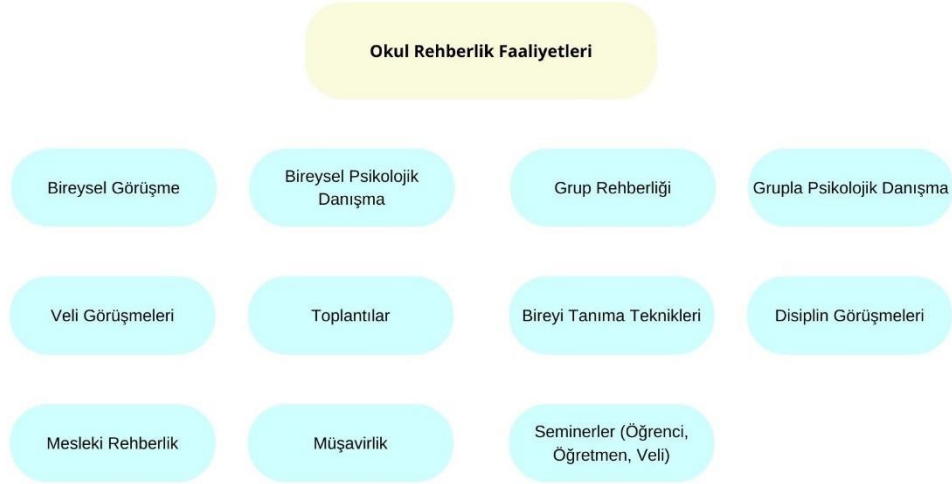 Okul Rehberlik Faaliyetleri
Bireysel Görüşme
Bireysel Psikolojik
Danışma
Grup Rehberliği
Grupla Psikolojik Danışma
Veli Görüşmeleri
Toplantılar
Bireyi Tanıma Teknikleri
Disiplin Görüşmeleri
Mesleki Rehberlik
Müşavirlik
Seminerler (Öğrenci,
Öğretmen, Veli)